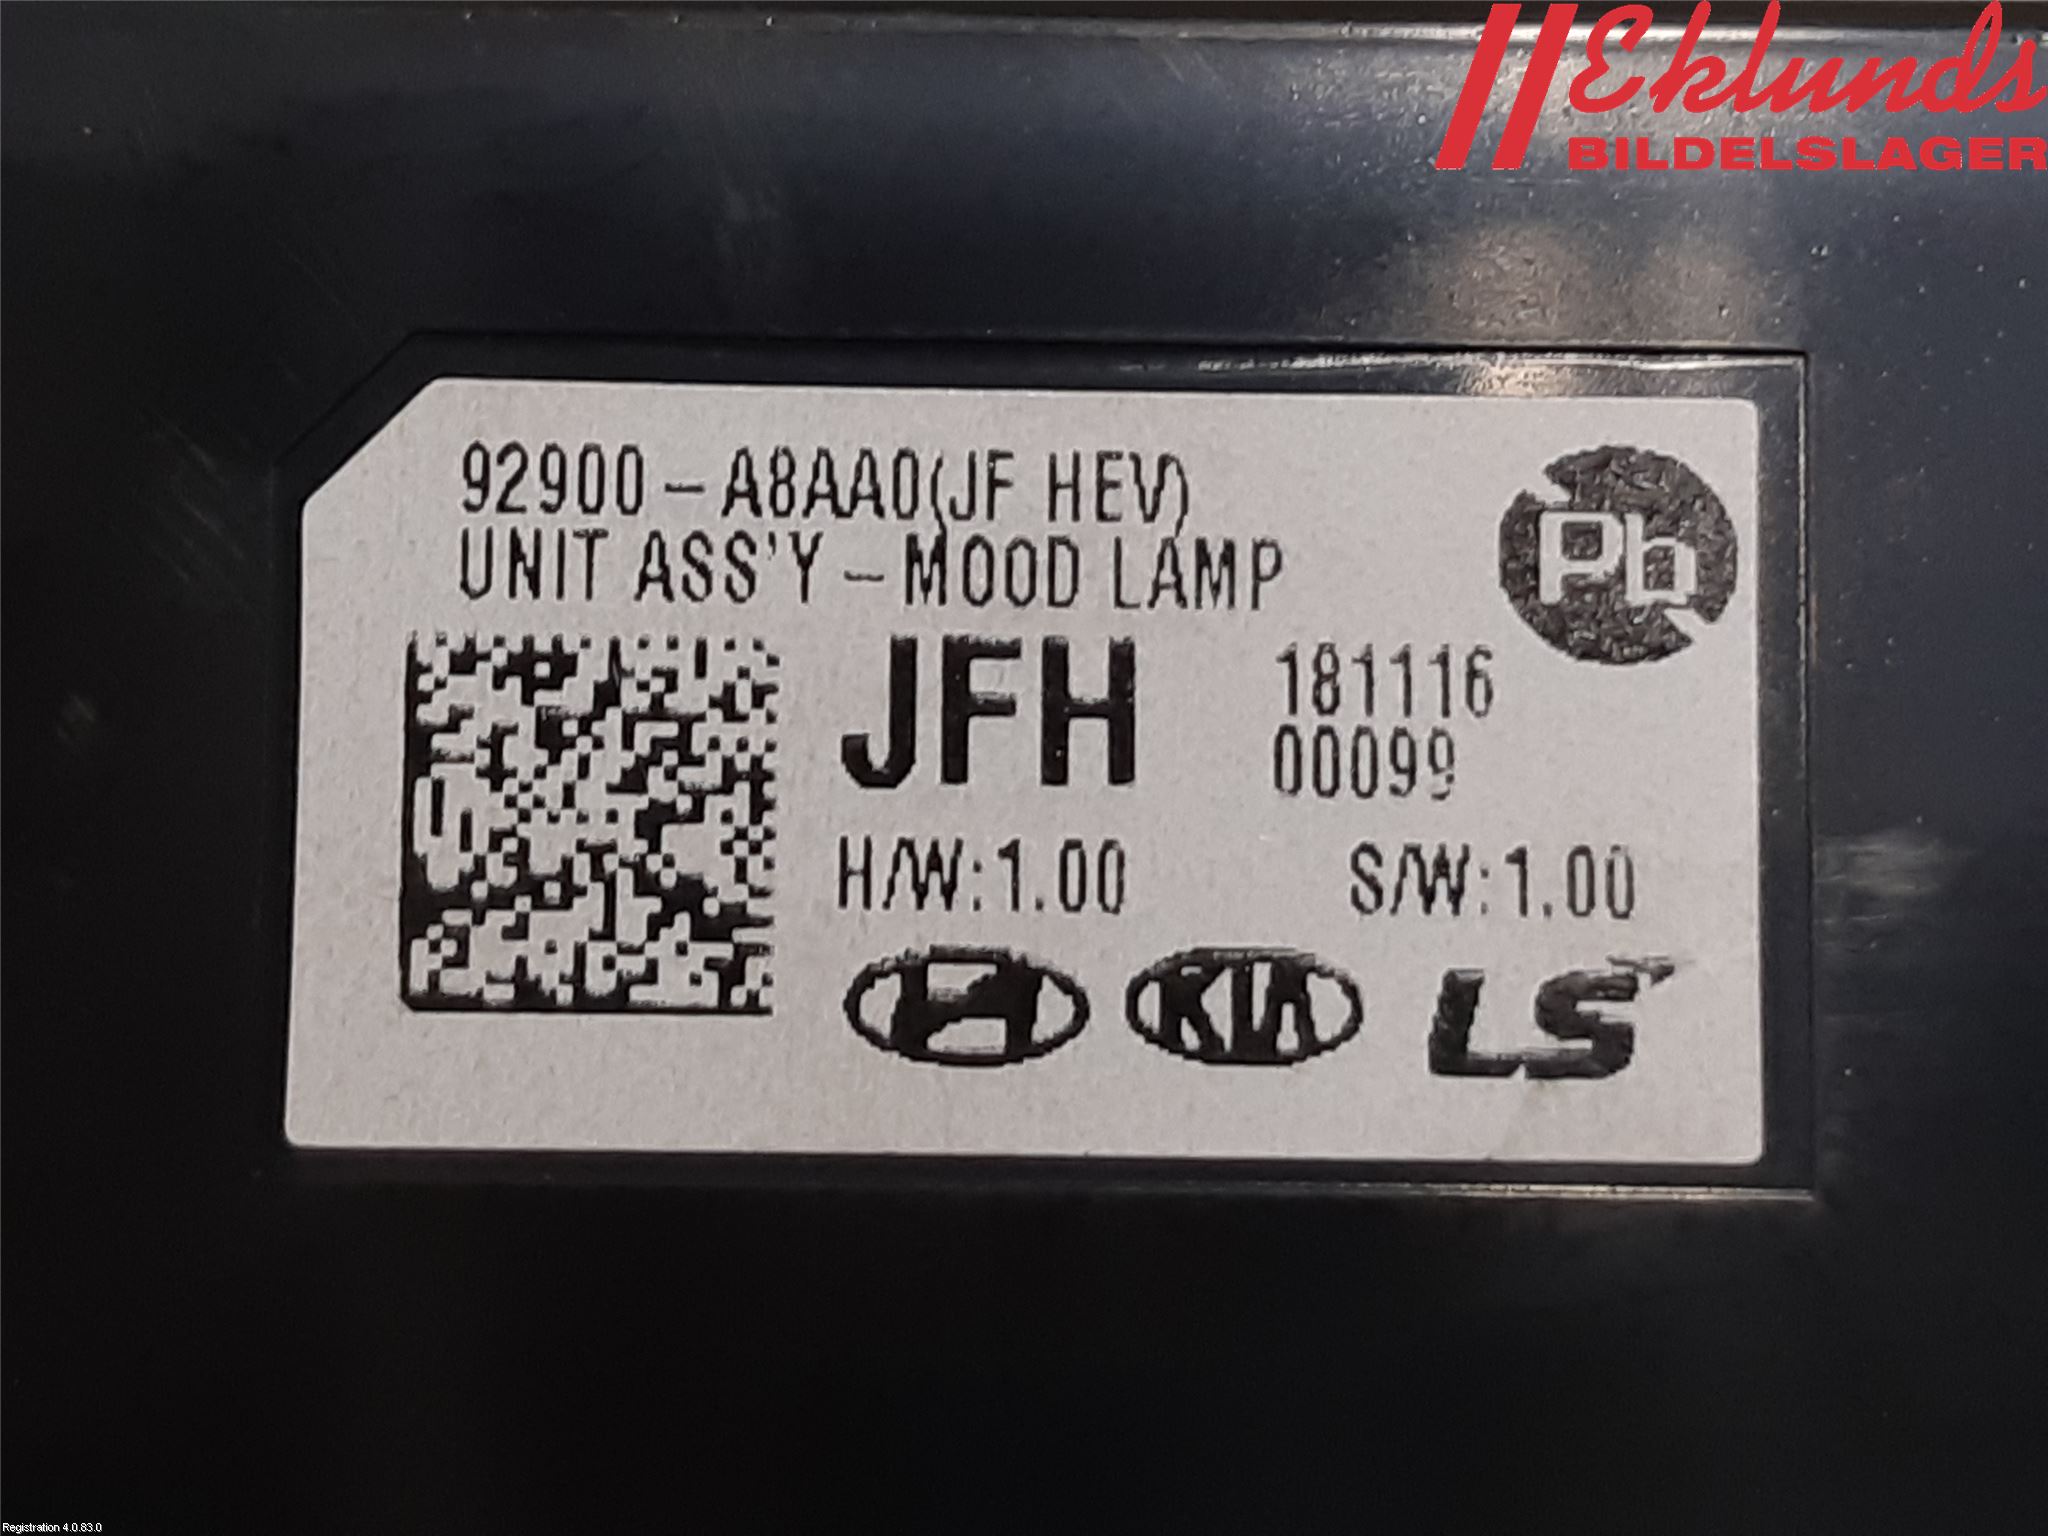 Eklunds
BILDELSLAGER
92900-A8AA0(JF HEV)
UNIT ASS'Y-MOOD LAMP
Pb
JFH
181116
00099
H/W:1.00
S/W:1.00
KIA
LS
Registration 4.0.83.0